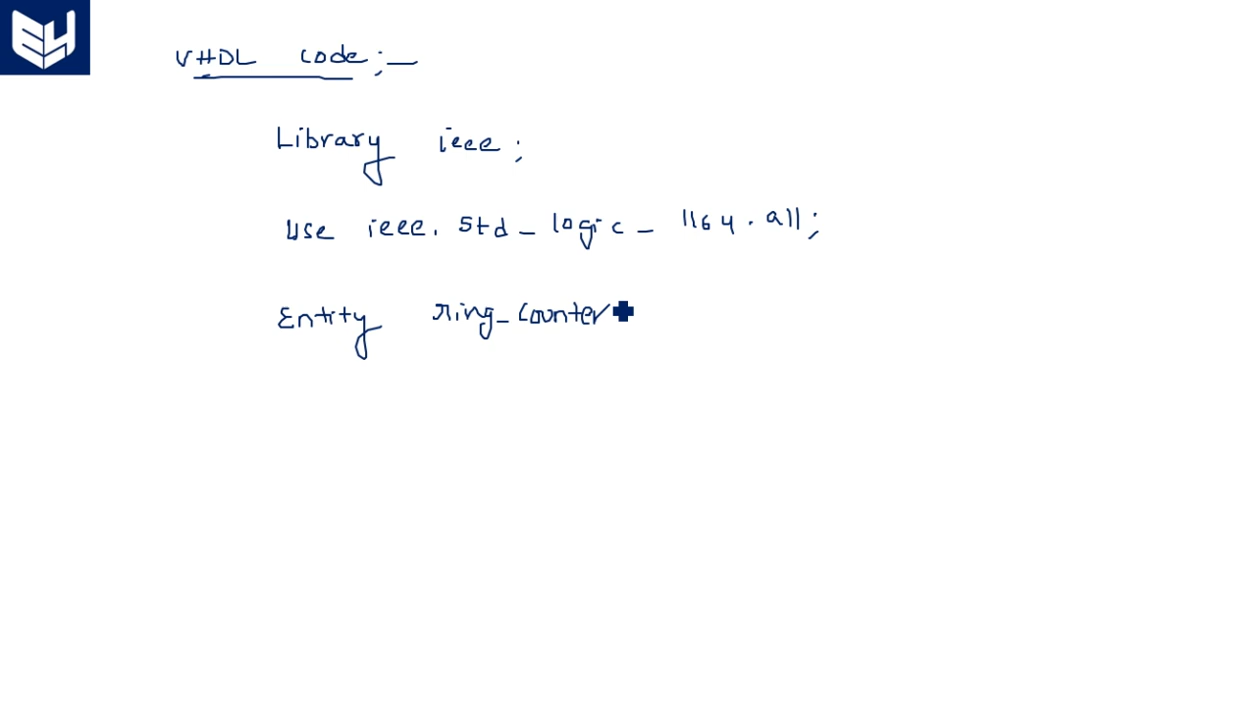 VHDL code;—
Library ieee;
Use ieee.std_logic_1164.all;
Entity ring_counter